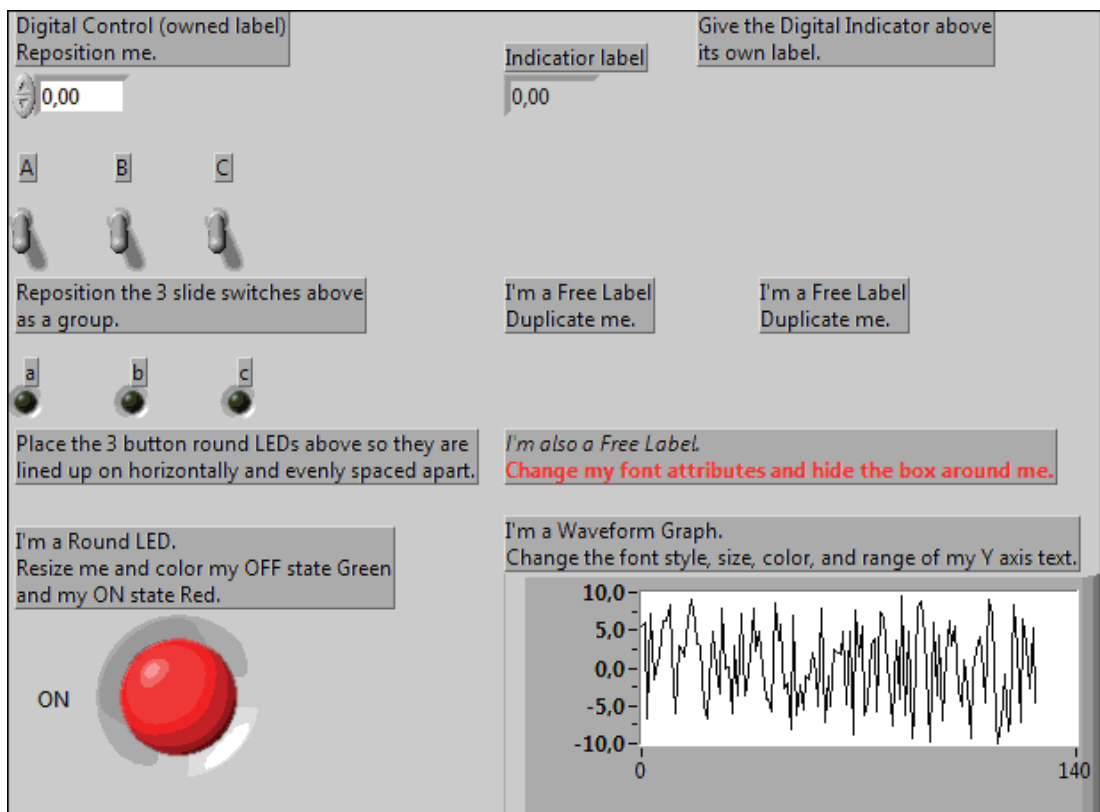 Digital Control (owned label)
Reposition me.
0,00
Indicatior label
0,00
Give the Digital Indicator above
its own label.
A B C
Reposition the 3 slide switches above
as a group.
I'm a Free Label
Duplicate me.
I'm a Free Label
Duplicate me.
a b c
Place the 3 button round LEDs above so they are
lined up on horizontally and evenly spaced apart.
I'm also a Free Label.
Change my font attributes and hide the box around me.
I'm a Round LED.
Resize me and color my OFF state Green
and my ON state Red.
ON
I'm a Waveform Graph.
Change the font style, size, color, and range of my Y axis text.
10,0
5,0
0,0
-5,0
-10,0
0 140